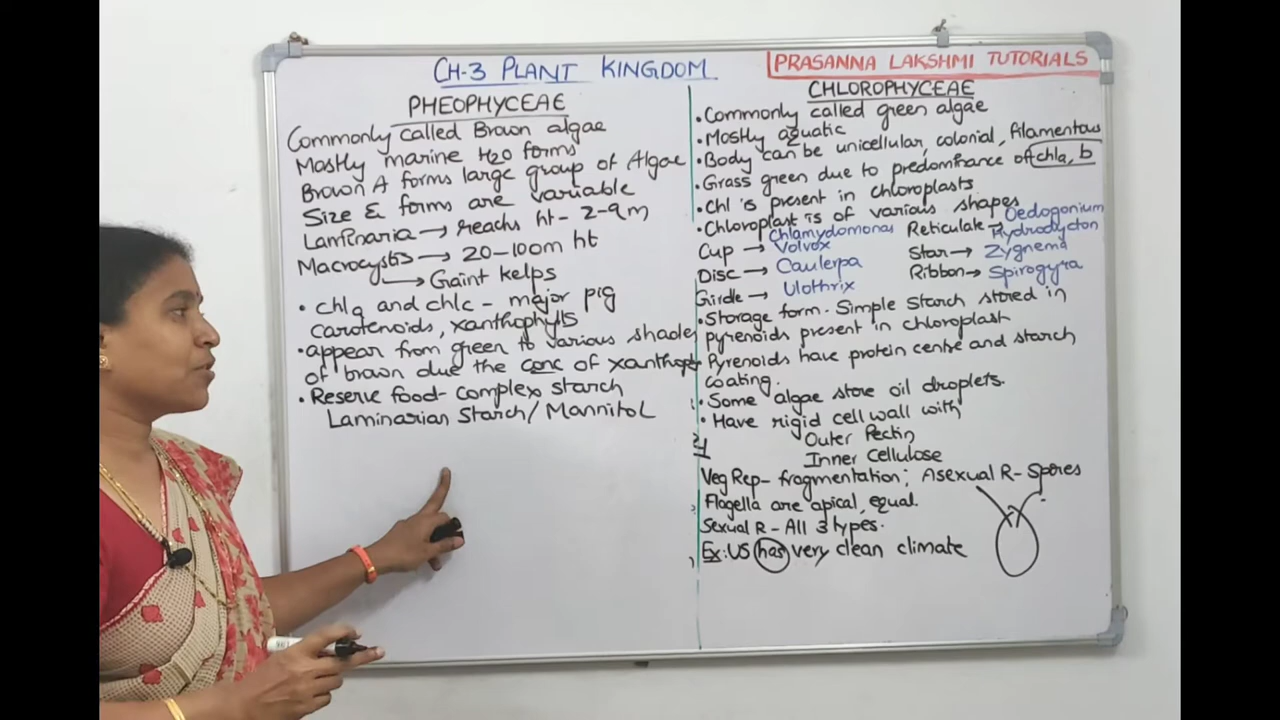 CH-3 PLANT KINGDOM
PRASANNA LAKSHMI TUTORIALS
PHEOPHYCEAE
Commonly called Brown algae
Mostly marine H2O forms
Brown A forms large group of Algae
Size & forms are variable
Laminaria → reachs ht - 2-9m
Macrocystis → 20-100m ht
→ Gaint kelps
• chla and chlc - major pig
carotenoids, xanthophylls
• appear from green to various shades
of brown due the conc of xanthoph
• Reserve food - complex starch
Laminarian Starch / Mannitol
CHLOROPHYCEAE
• Commonly called green algae
• Mostly aquatic
• Body can be unicellular, colonial, filamentous
• Grass green due to predominance of chla, b
• Chl is present in chloroplasts
• Chloroplast is of various shapes
Cup → Chlamydomonas Volvox
Disc → Caulerpa
Girdle → Ulothrix
Reticulate → Oedogonium Hydrodycton
Star → Zygnema
Ribbon → Spirogyra
• Storage form. Simple Starch stored in
pyrenoids present in chloroplast
Pyrenoids have protein centre and starch
coating.
• Some algae store oil droplets.
• Have rigid cell wall with
Outer Pectin
Inner Cellulose
Veg Rep - fragmentation; Asexual R - Spores
Flagella are apical, equal.
Sexual R - All 3 types.
Ex: US has very clean climate